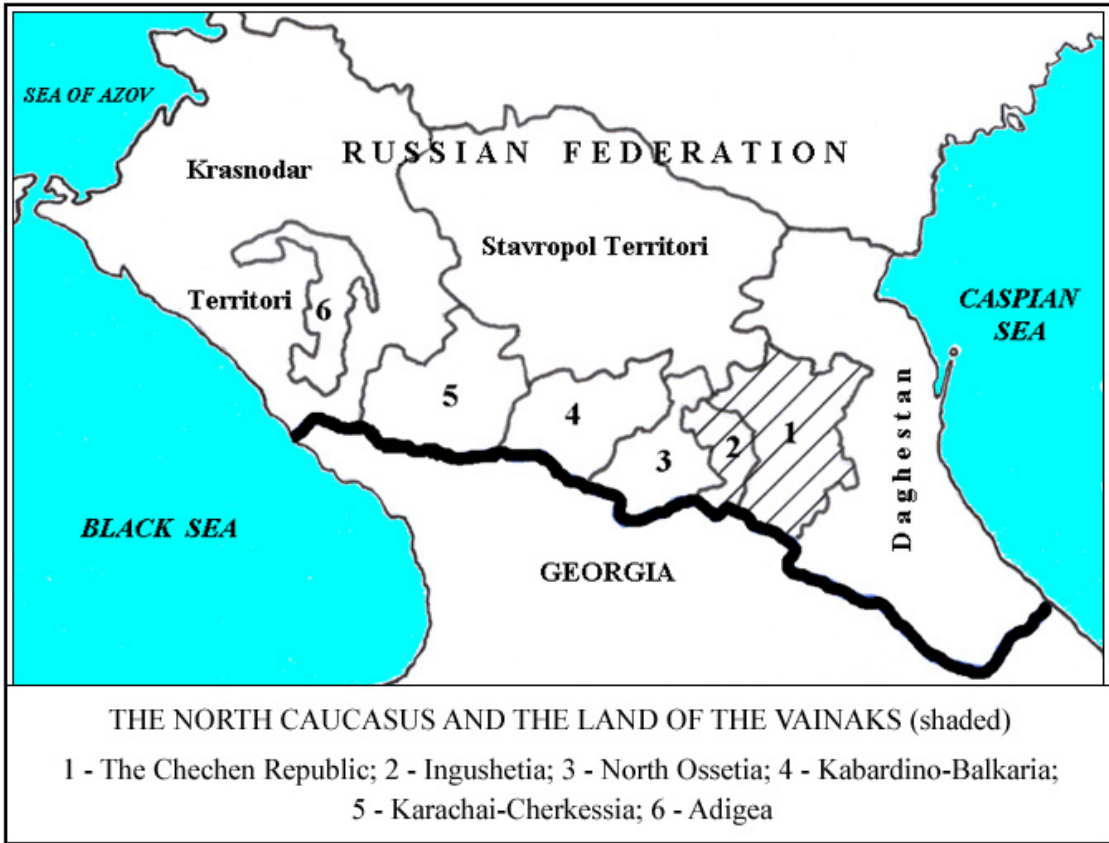 SEA OF AZOV
RUSSIAN FEDERATION
Krasnodar
Stavropol Territori
Territori
6
CASPIAN
SEA
5
4
3
2
1
Daghestan
BLACK SEA
GEORGIA
THE NORTH CAUCASUS AND THE LAND OF THE VAINAKS (shaded)
1 - The Chechen Republic; 2 - Ingushetia; 3 - North Ossetia; 4 - Kabardino-Balkaria;
5 - Karachai-Cherkessia; 6 - Adigea